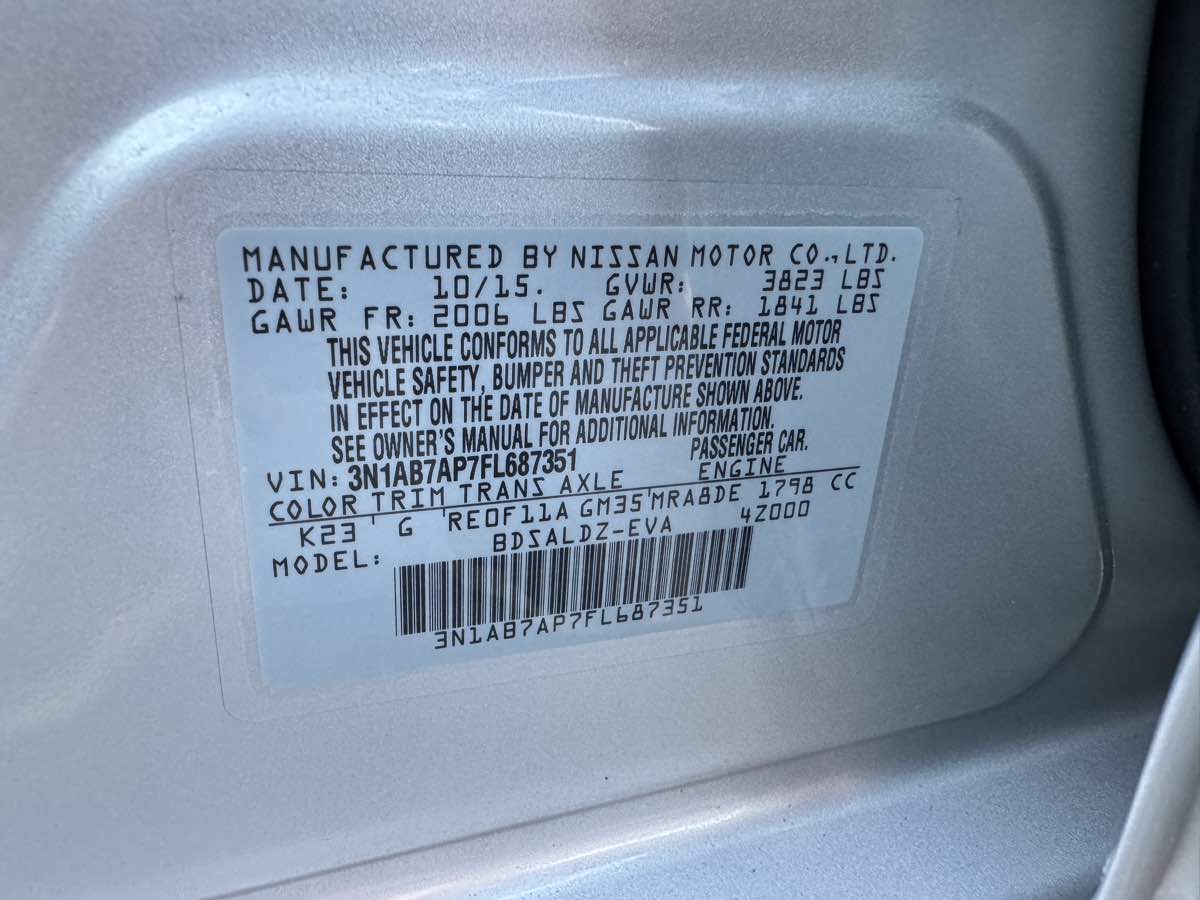 MANUFACTURED BY NISSAN MOTOR CO., LTD.
DATE: 10/15. GVWR: 3823 LBS
GAWR FR: 2006 LBS GAWR RR: 1841 LBS
THIS VEHICLE CONFORMS TO ALL APPLICABLE FEDERAL MOTOR
VEHICLE SAFETY, BUMPER AND THEFT PREVENTION STANDARDS
IN EFFECT ON THE DATE OF MANUFACTURE SHOWN ABOVE.
SEE OWNER'S MANUAL FOR ADDITIONAL INFORMATION.
VIN: 3N1AB7AP7FL687351 PASSENGER CAR.
COLOR TRIM TRANS AXLE ENGINE
K23 ' G 'RE0F11A GM35'MRA8DE 1798 CC
MODEL: BDSALDZ-EVA 4Z000
3N1AB7AP7FL687351